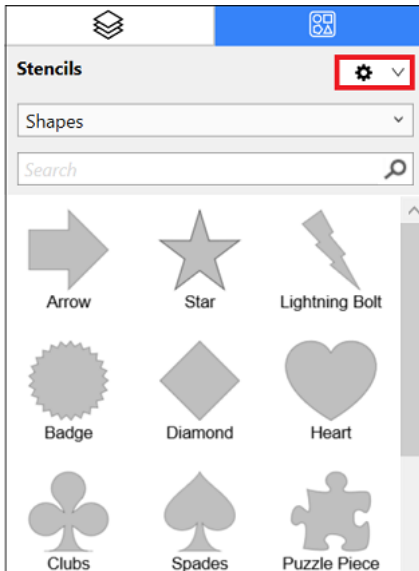 Stencils
Shapes
Search
Arrow Star Lightning Bolt
Badge Diamond Heart
Clubs Spades Puzzle Piece